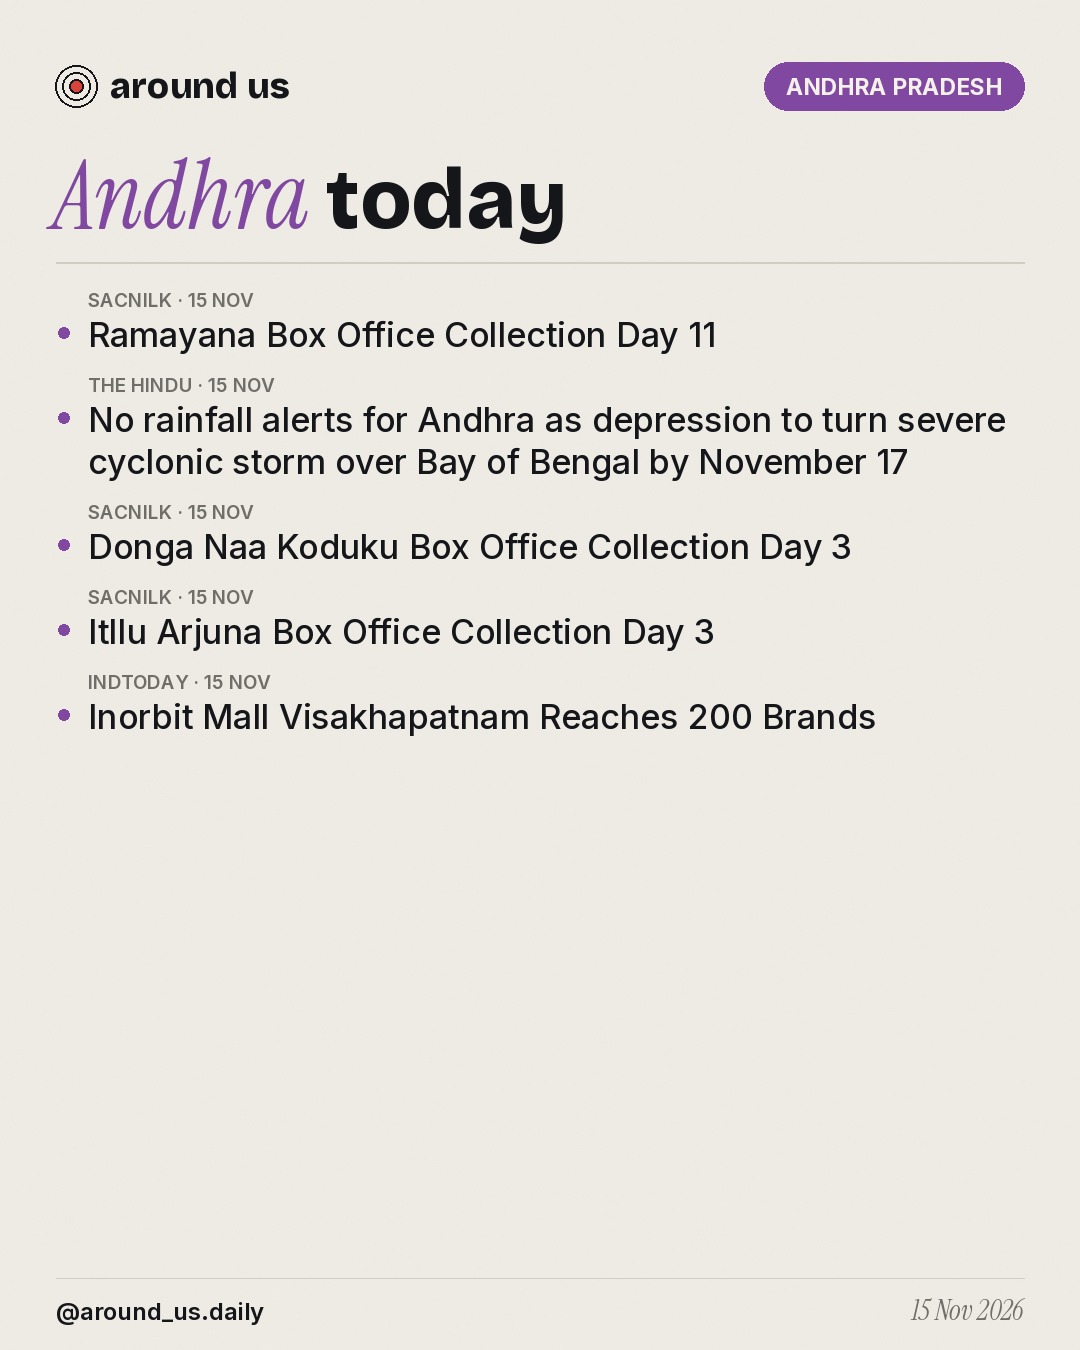 around us
ANDHRA PRADESH
Andhra today
SACNILK · 15 NOV
Ramayana Box Office Collection Day 11
THE HINDU · 15 NOV
No rainfall alerts for Andhra as depression to turn severe
cyclonic storm over Bay of Bengal by November 17
SACNILK · 15 NOV
Donga Naa Koduku Box Office Collection Day 3
SACNILK · 15 NOV
Itllu Arjuna Box Office Collection Day 3
INDTODAY · 15 NOV
Inorbit Mall Visakhapatnam Reaches 200 Brands
@around_us.daily
15 Nov 2026